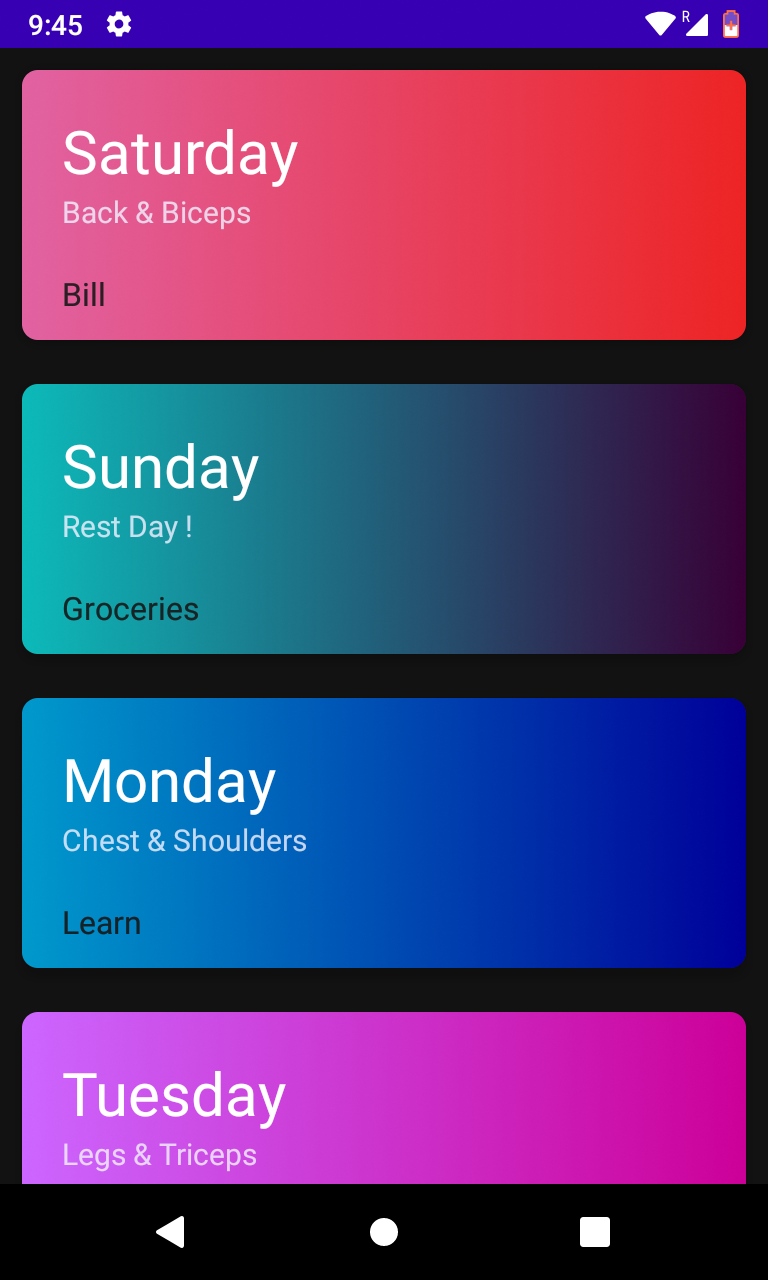 9:45
R
Saturday
Back & Biceps
Bill
Sunday
Rest Day !
Groceries
Monday
Chest & Shoulders
Learn
Tuesday
Legs & Triceps